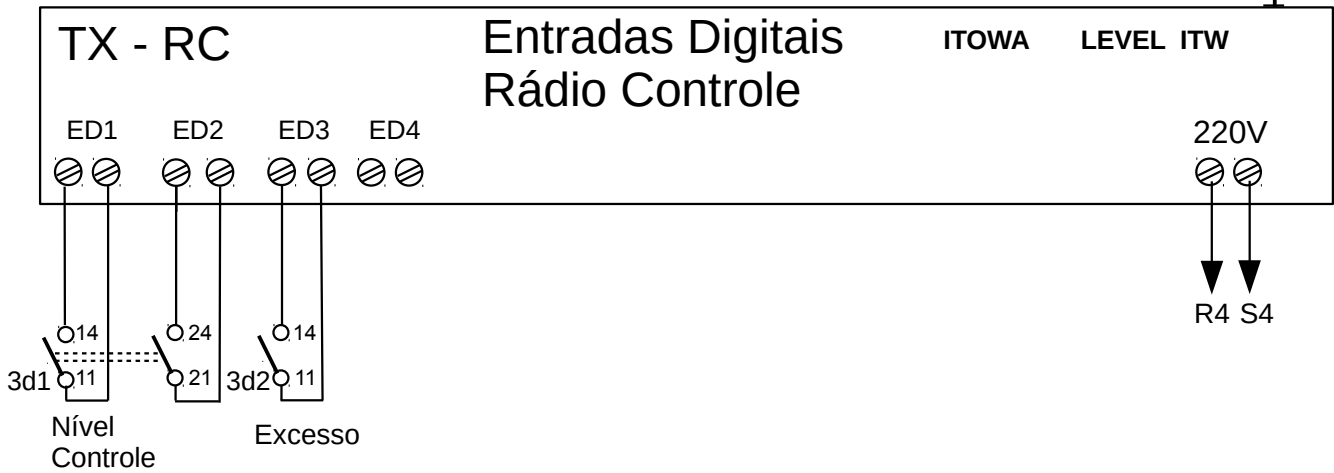 TX - RC
Entradas Digitais
Rádio Controle
ITOWA LEVEL ITW
ED1 ED2 ED3 ED4
220V
R4 S4
14 24 14
3d1 11 21 3d2 11
Nível
Controle
Excesso